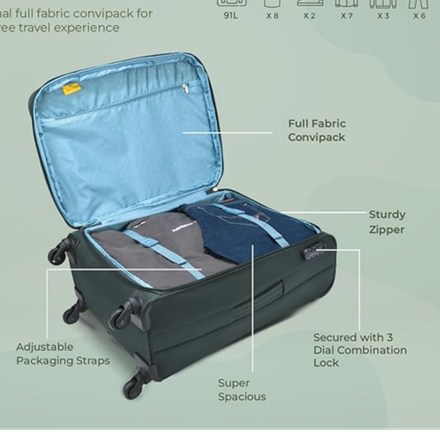 nal full fabric convipack for
ree travel experience
91L
X 8
X 2
X 7
X 3
X 6
Full Fabric
Convipack
Sturdy
Zipper
Adjustable
Packaging Straps
Super
Spacious
Secured with 3
Dial Combination
Lock